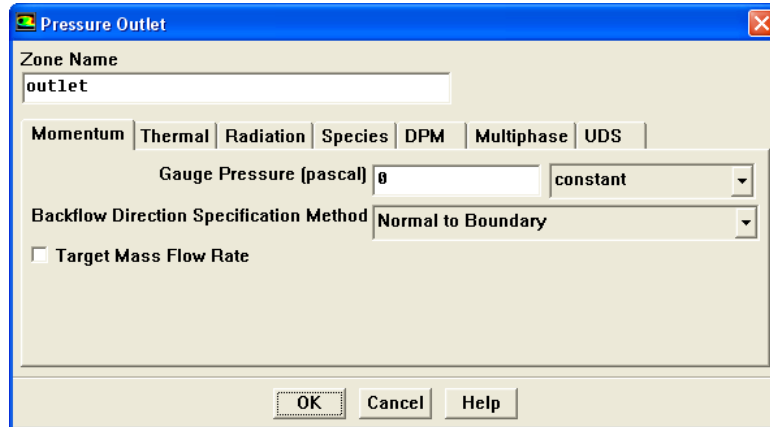 Pressure Outlet
Zone Name
outlet
Momentum Thermal Radiation Species DPM Multiphase UDS
Gauge Pressure (pascal) 0 constant
Backflow Direction Specification Method Normal to Boundary
Target Mass Flow Rate
OK Cancel Help